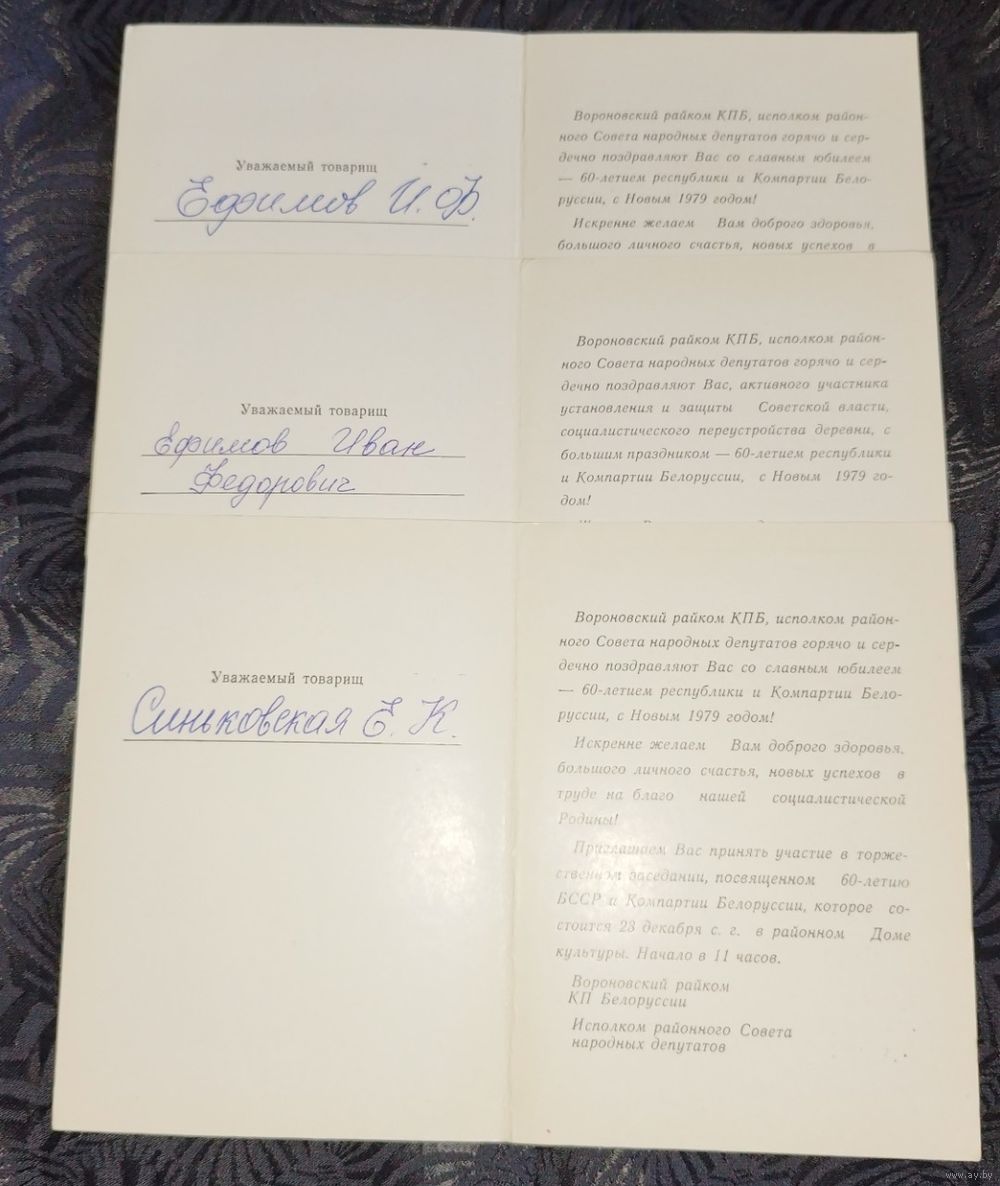 Уважаемый товарищ
Ефимов И. Ф.
Вороновский райком КПБ, исполком район-
ного Совета народных депутатов горячо и сер-
дечно поздравляют Вас со славным юбилеем
— 60-летием республики и Компартии Бело-
руссии, с Новым 1979 годом!
Искренне желаем Вам доброго здоровья,
большого личного счастья, новых успехов в
Уважаемый товарищ
Ефимов Иван
Федорович
Вороновский райком КПБ, исполком район-
ного Совета народных депутатов горячо и сер-
дечно поздравляют Вас, активного участника
установления и защиты Советской власти,
социалистического переустройства деревни, с
большим праздником — 60-летием республики
и Компартии Белоруссии, с Новым 1979 го-
дом!
Уважаемый товарищ
Синьковская Е. К.
Вороновский райком КПБ, исполком район-
ного Совета народных депутатов горячо и сер-
дечно поздравляют Вас со славным юбилеем
— 60-летием республики и Компартии Бело-
руссии, с Новым 1979 годом!
Искренне желаем Вам доброго здоровья,
большого личного счастья, новых успехов в
труде на благо нашей социалистической
Родины!
Приглашаем Вас принять участие в торже-
ственном заседании, посвященном 60-летию
БССР и Компартии Белоруссии, которое со-
стоится 23 декабря с. г. в районном Доме
культуры. Начало в 11 часов.
Вороновский райком
КП Белоруссии
Исполком районного Совета
народных депутатов
www.ay.by